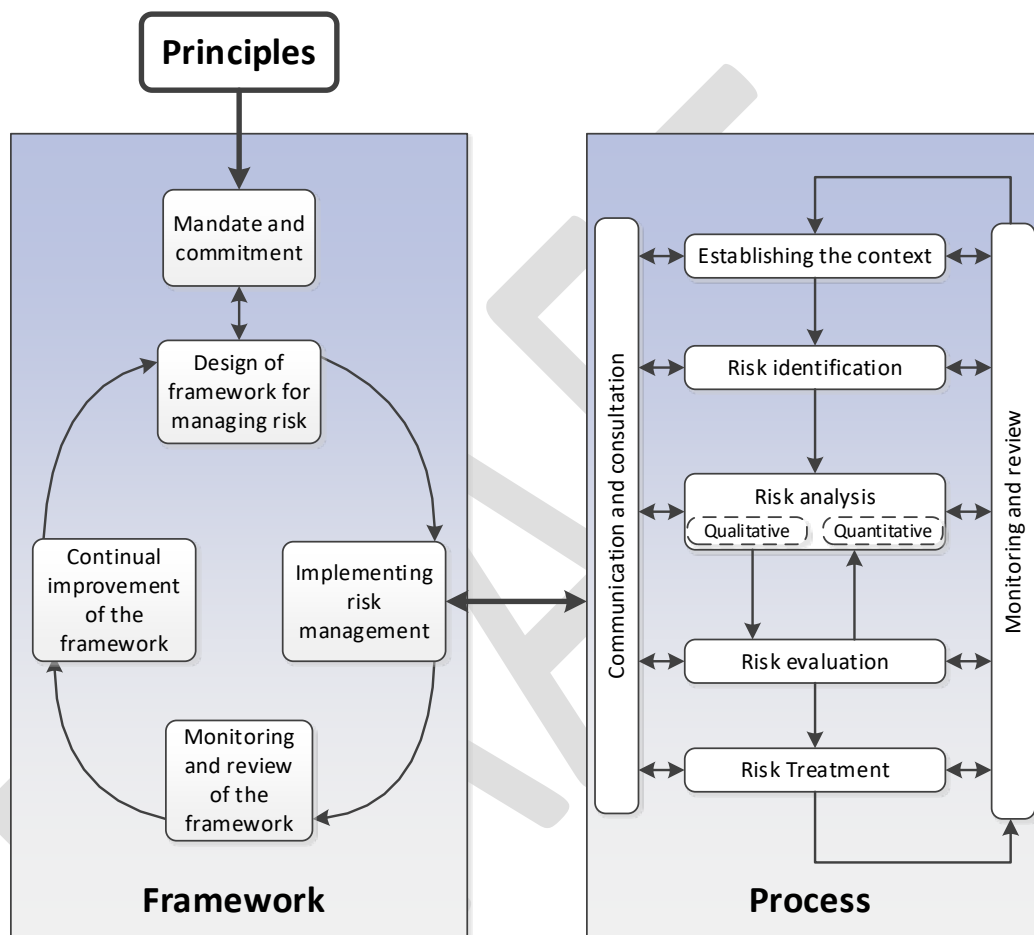 Principles
Mandate and
commitment
Design of
framework for
managing risk
Continual
improvement
of the
framework
Implementing
risk
management
Monitoring
and review
of the
framework
Framework
Communication and consultation
Establishing the context
Risk identification
Risk analysis
Qualitative
Quantitative
Risk evaluation
Risk Treatment
Monitoring and review
Process